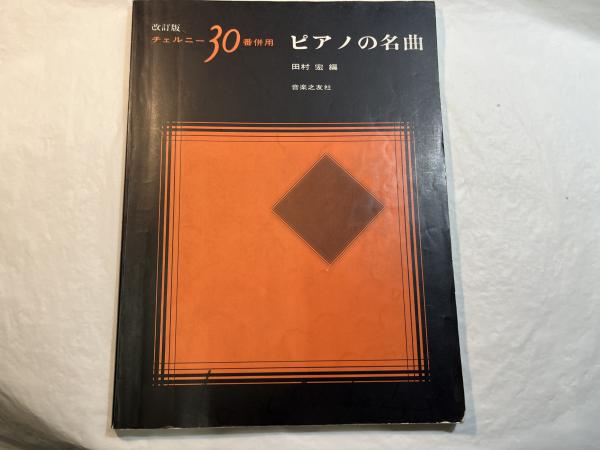 改訂版
チェルニー30番併用 ピアノの名曲
田村 宏 編
音楽之友社